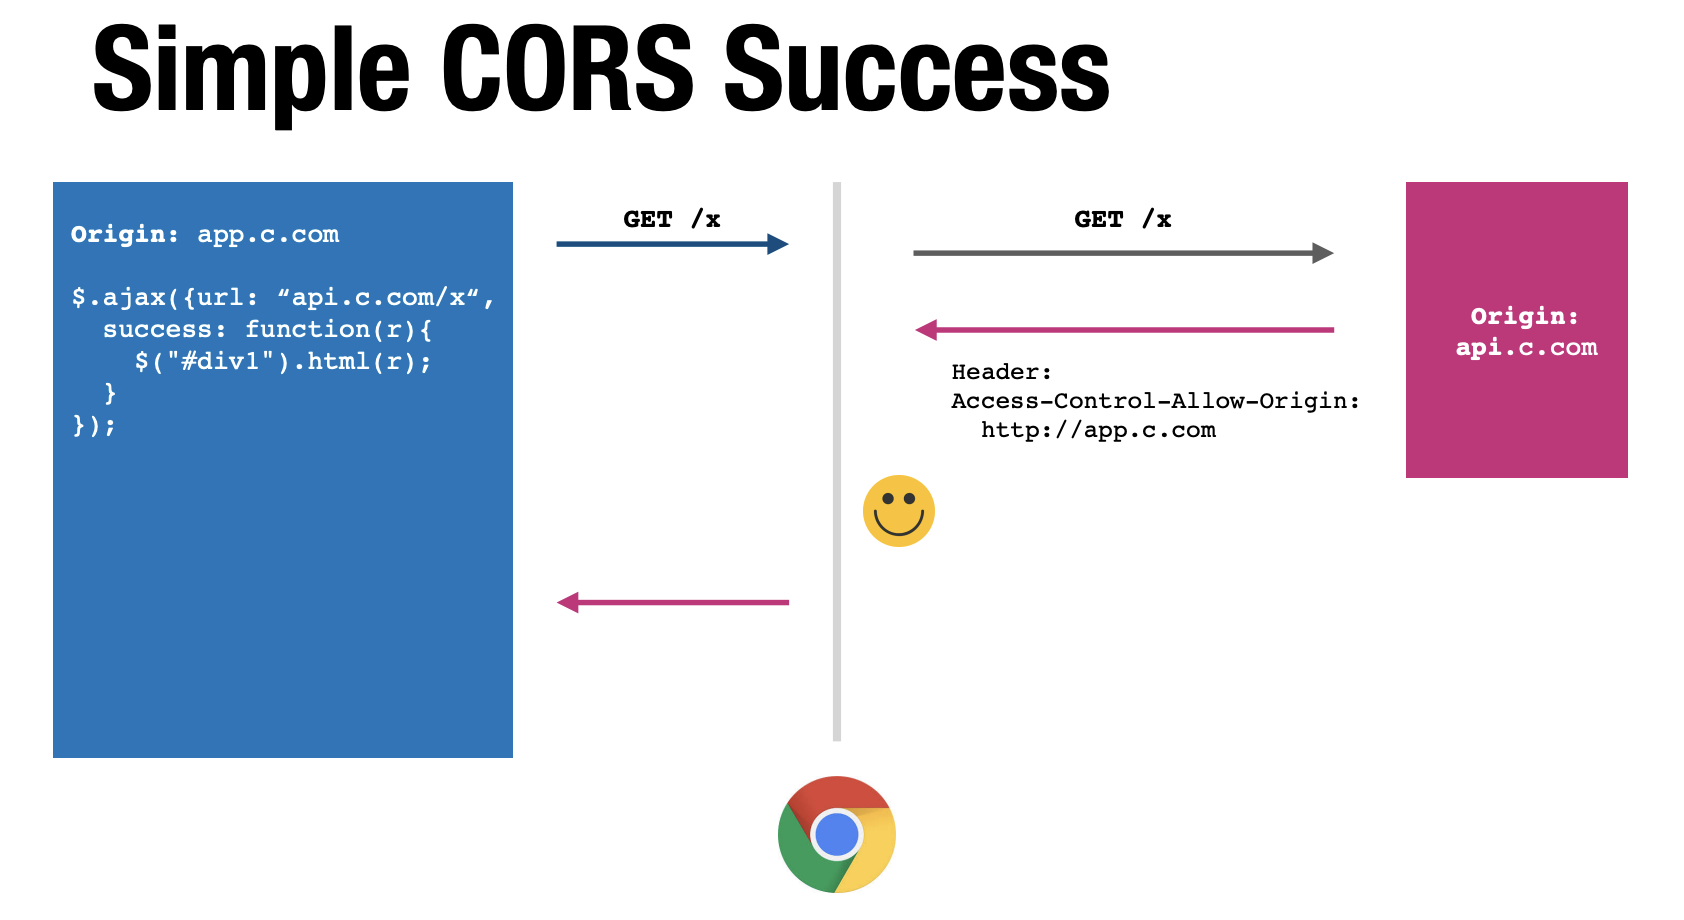 Simple CORS Success
Origin: app.c.com
$.ajax({url: “api.c.com/x“,
  success: function(r){
    $("#div1").html(r);
  }
});
GET /x
GET /x
Header:
Access-Control-Allow-Origin:
  http://app.c.com
Origin:
api.c.com